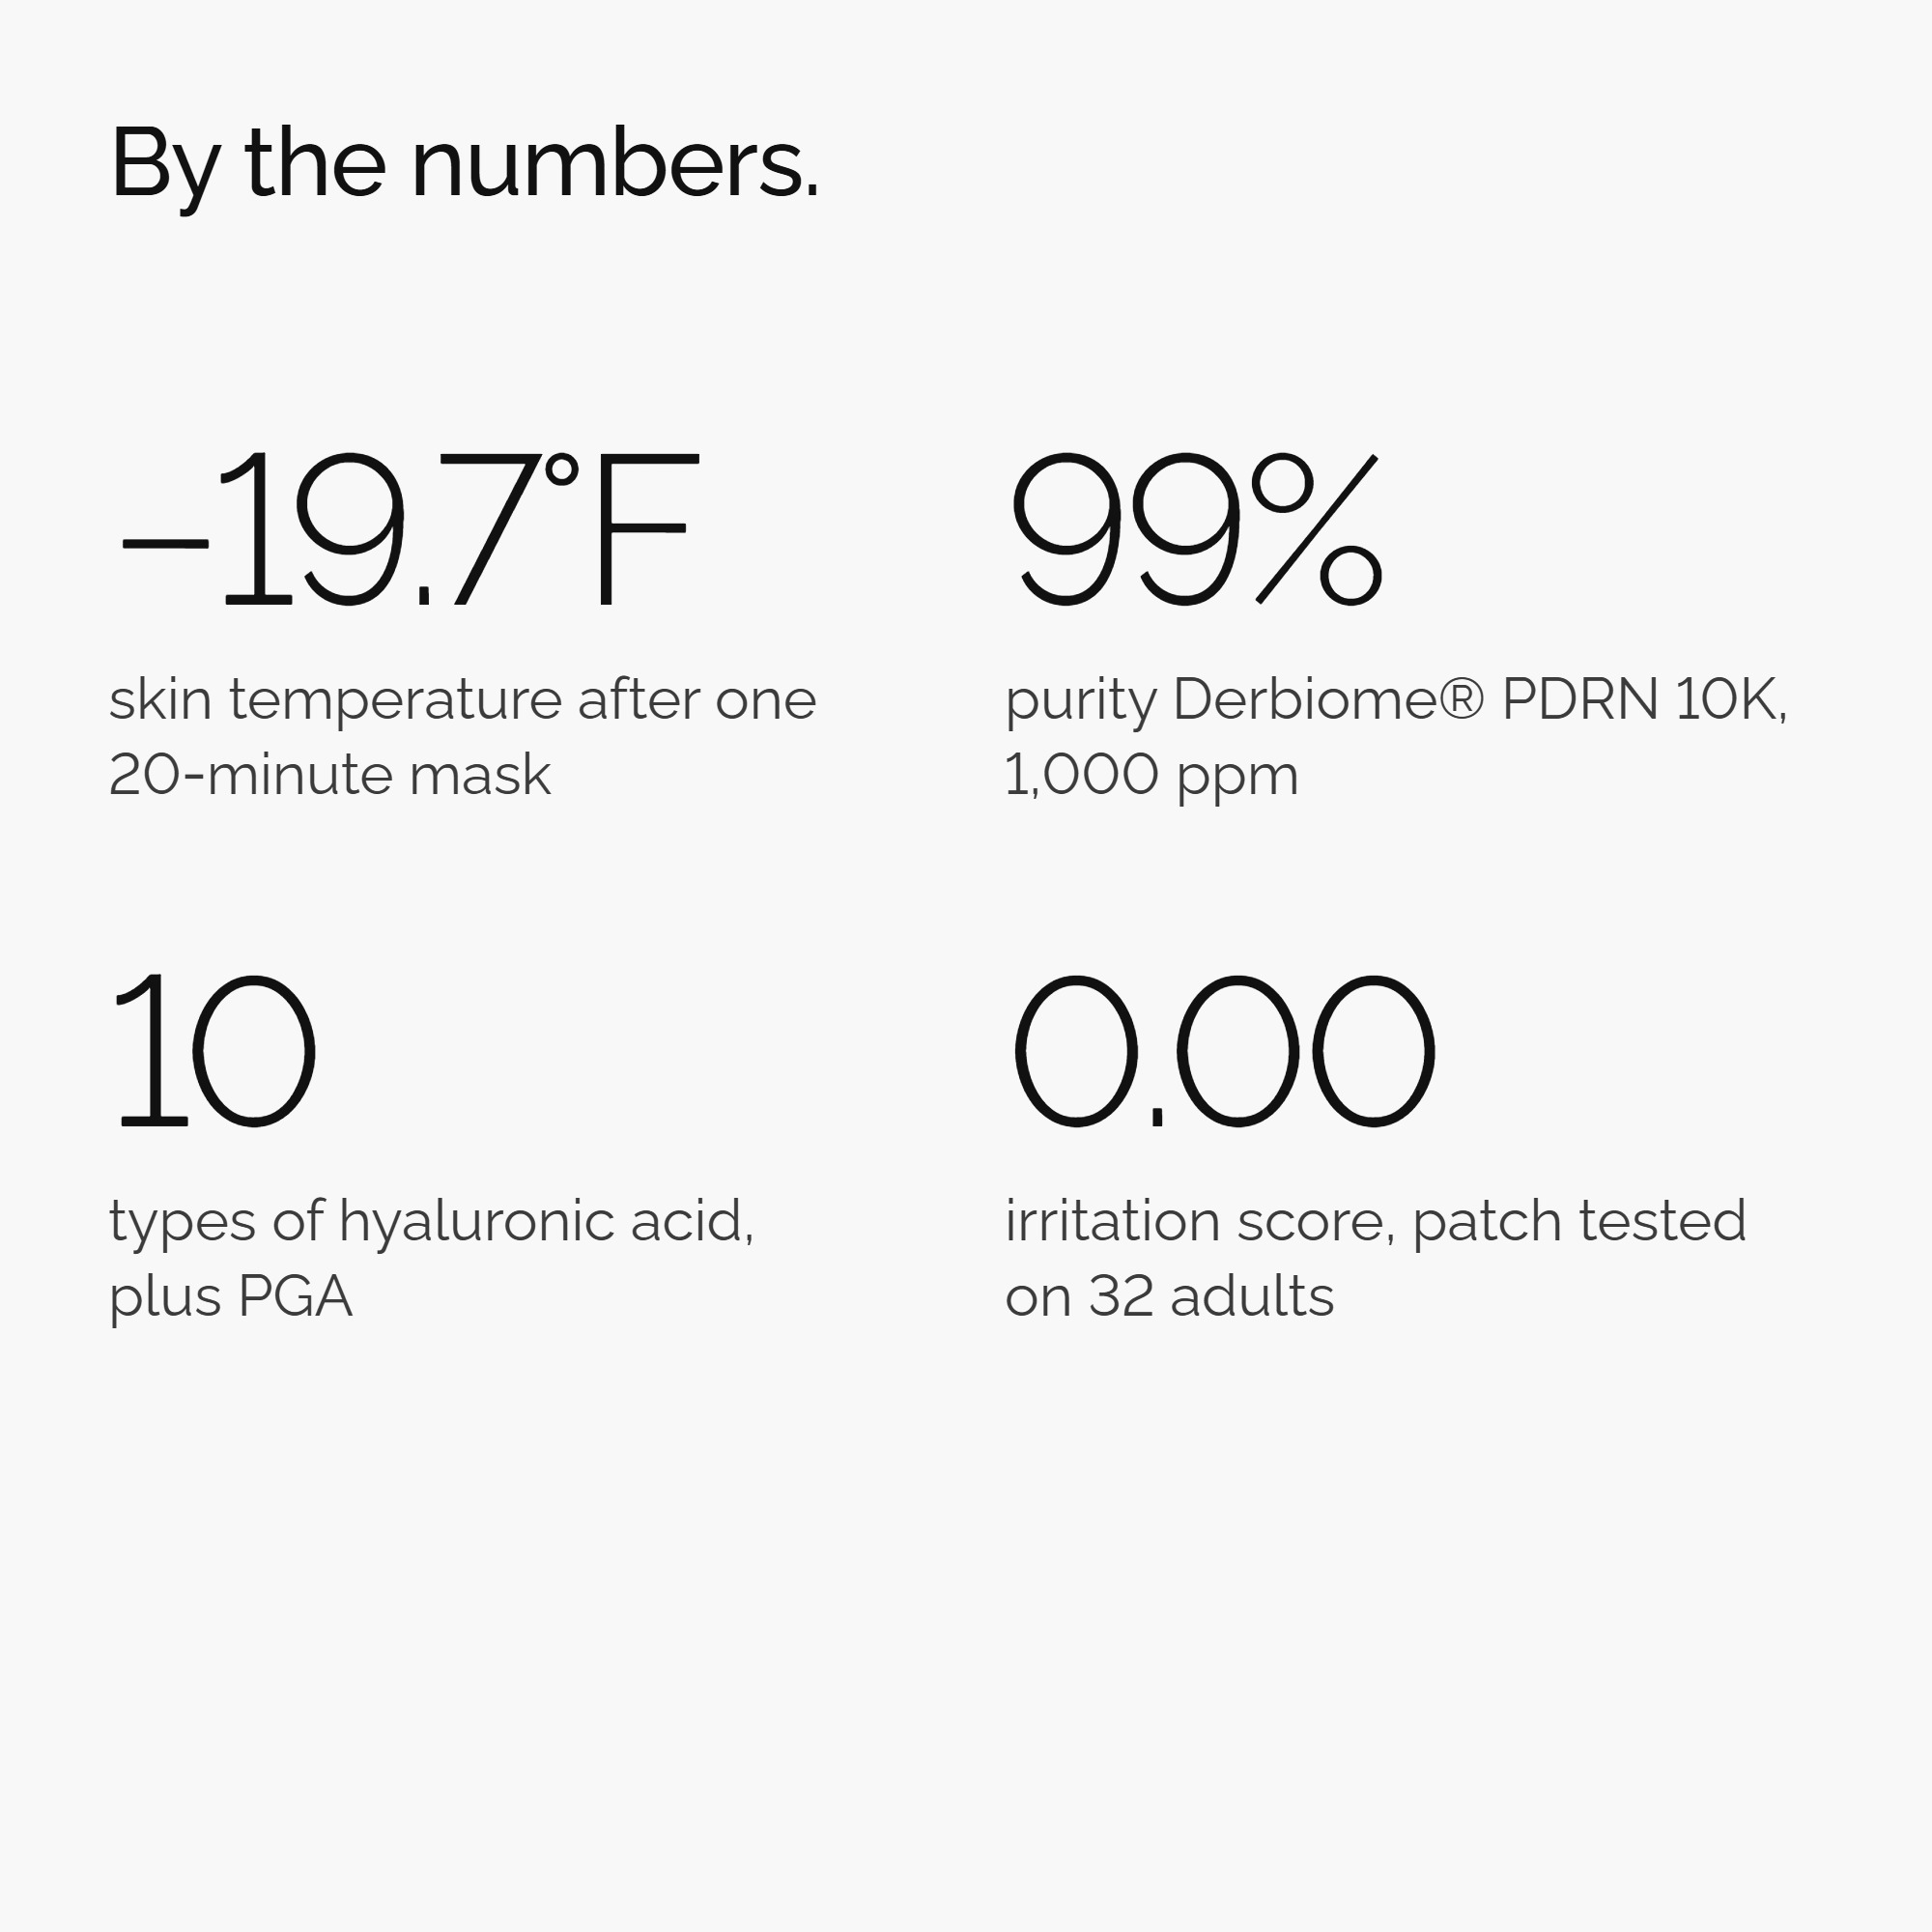 By the numbers.
–19.7°F
skin temperature after one
20-minute mask
99%
purity Derbiome® PDRN 10K,
1,000 ppm
10
types of hyaluronic acid,
plus PGA
0.00
irritation score, patch tested
on 32 adults